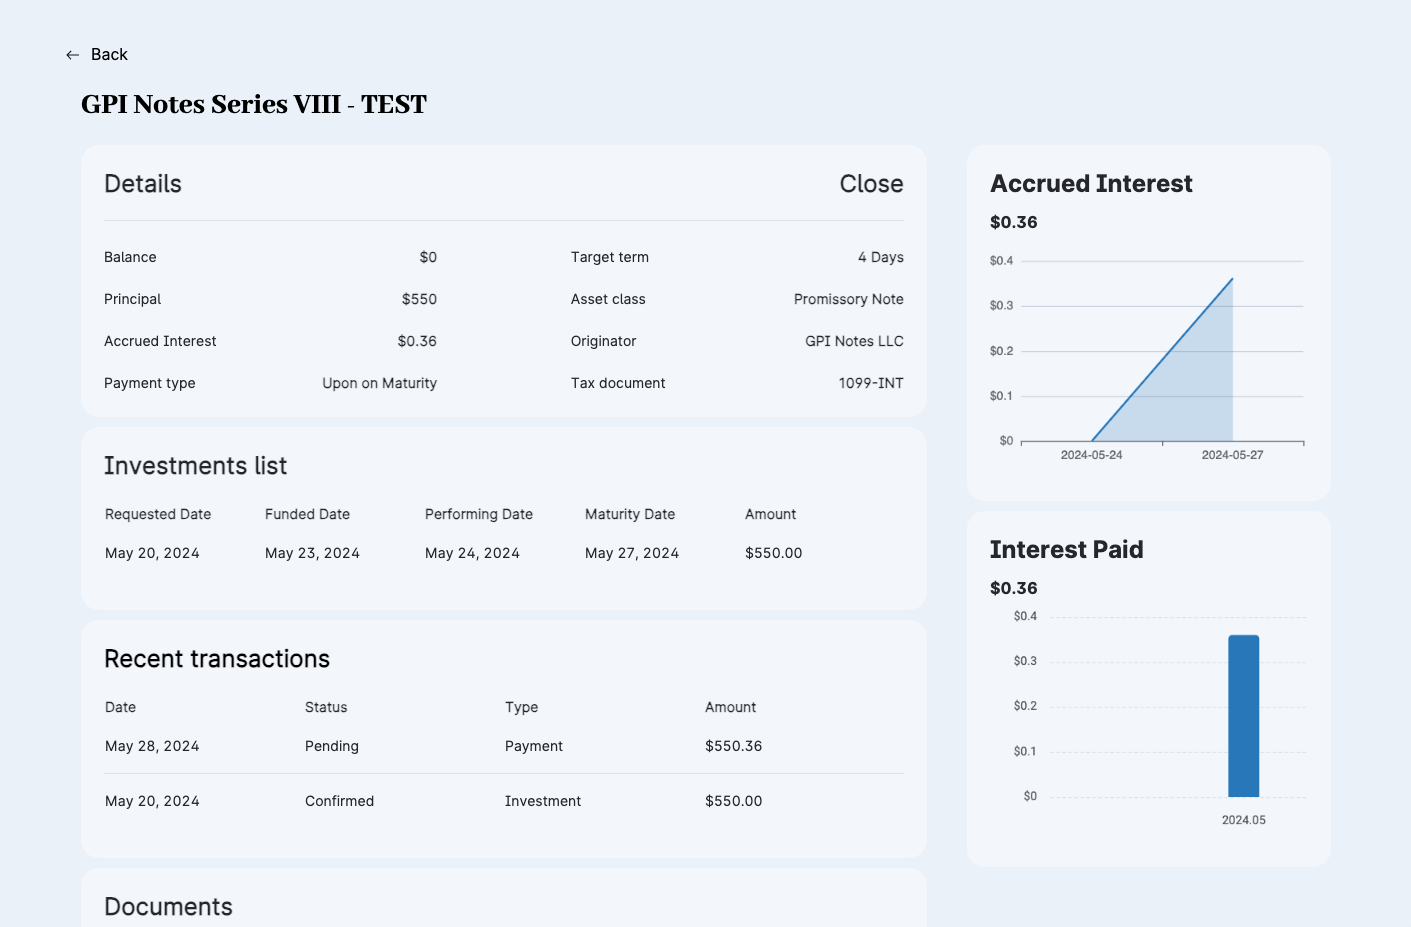 ← Back
GPI Notes Series VIII - TEST
Details Close
Balance $0 Target term 4 Days
Principal $550 Asset class Promissory Note
Accrued Interest $0.36 Originator GPI Notes LLC
Payment type Upon on Maturity Tax document 1099-INT
Investments list
Requested Date Funded Date Performing Date Maturity Date Amount
May 20, 2024 May 23, 2024 May 24, 2024 May 27, 2024 $550.00
Recent transactions
Date Status Type Amount
May 28, 2024 Pending Payment $550.36
May 20, 2024 Confirmed Investment $550.00
Documents
Accrued Interest
$0.36
$0.4
$0.3
$0.2
$0.1
$0
2024-05-24 2024-05-27
Interest Paid
$0.36
$0.4
$0.3
$0.2
$0.1
$0
2024.05